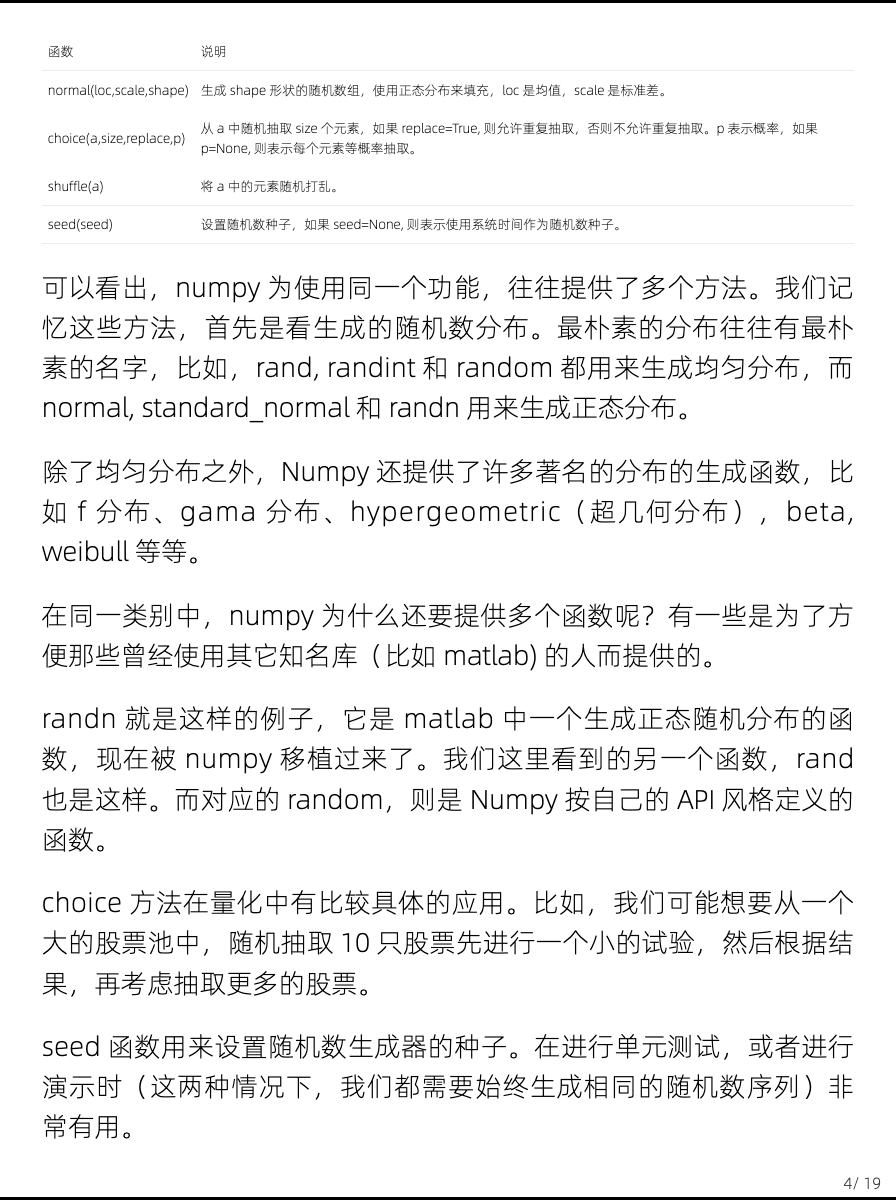 函数 说明
normal(loc,scale,shape) 生成 shape 形状的随机数组，使用正态分布来填充，loc 是均值，scale 是标准差。
choice(a,size,replace,p) 从 a 中随机抽取 size 个元素，如果 replace=True, 则允许重复抽取，否则不允许重复抽取。p 表示概率，如果
p=None, 则表示每个元素等概率抽取。
shuffle(a) 将 a 中的元素随机打乱。
seed(seed) 设置随机数种子，如果 seed=None, 则表示使用系统时间作为随机数种子。
可以看出，numpy 为使用同一个功能，往往提供了多个方法。我们记
忆这些方法，首先是看生成的随机数分布。最朴素的分布往往有最朴
素的名字，比如，rand, randint 和 random 都用来生成均匀分布，而
normal, standard_normal 和 randn 用来生成正态分布。
除了均匀分布之外，Numpy 还提供了许多著名的分布的生成函数，比
如 f 分布、gama 分布、hypergeometric（超几何分布），beta,
weibull 等等。
在同一类别中，numpy 为什么还要提供多个函数呢？有一些是为了方
便那些曾经使用其它知名库（比如 matlab) 的人而提供的。
randn 就是这样的例子，它是 matlab 中一个生成正态随机分布的函
数，现在被 numpy 移植过来了。我们这里看到的另一个函数，rand
也是这样。而对应的 random，则是 Numpy 按自己的 API 风格定义的
函数。
choice 方法在量化中有比较具体的应用。比如，我们可能想要从一个
大的股票池中，随机抽取 10 只股票先进行一个小的试验，然后根据结
果，再考虑抽取更多的股票。
seed 函数用来设置随机数生成器的种子。在进行单元测试，或者进行
演示时（这两种情况下，我们都需要始终生成相同的随机数序列）非
常有用。
4/ 19